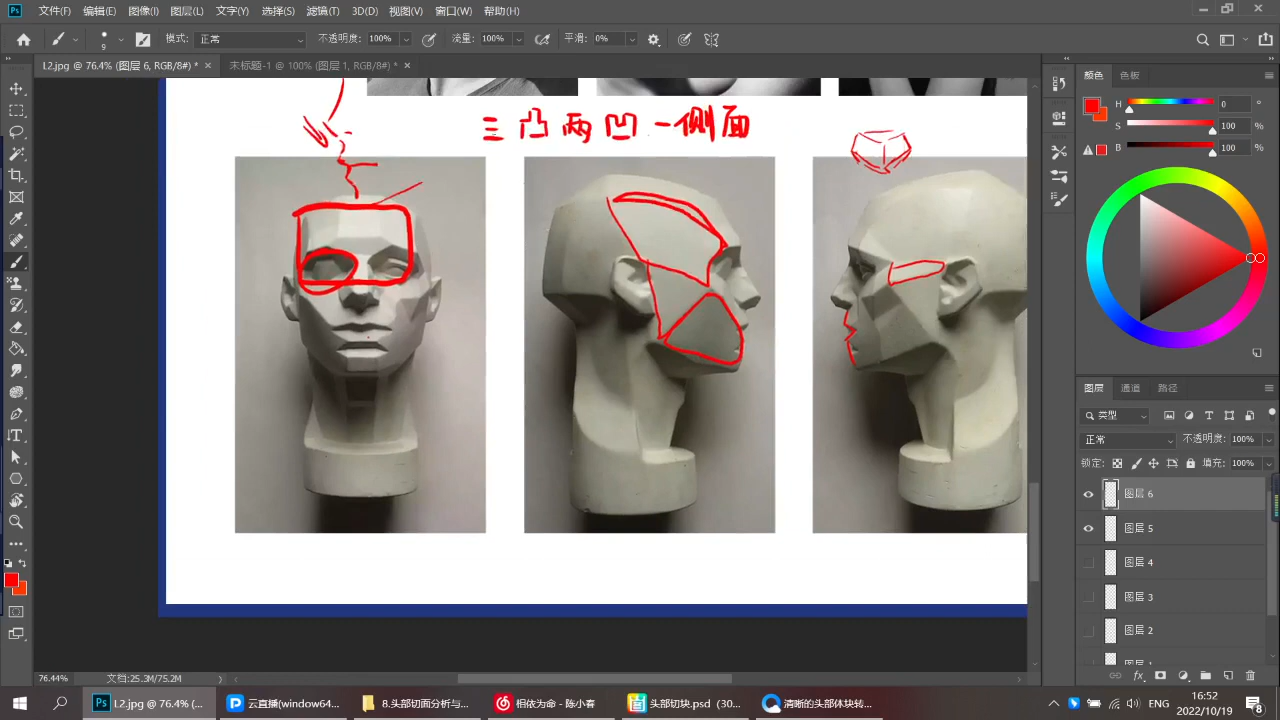 Ps 文件(F) 编辑(E) 图像(I) 图层(L) 文字(Y) 选择(S) 滤镜(T) 3D(D) 视图(V) 窗口(W) 帮助(H)
9 模式: 正常 不透明度: 100% 流量: 100% 平滑: 0%
L2.jpg @ 76.4% (图层 6, RGB/8#) * × 未标题-1 @ 100% (图层 1, RGB/8#) * ×
三凸两凹一侧面
颜色 色板
H 0 °
S 100 %
B 100 %
图层 通道 路径
类型
正常 不透明度: 100%
锁定: 填充: 100%
图层 6
图层 5
图层 4
图层 3
图层 2
76.44% 文档:25.3M/75.2M
Ps L2.jpg @ 76.4% (... 云直播(window64... 8.头部切面分析与... 相依为命 - 陈小春 头部切块.psd (30... 清晰的头部体块转...
ENG 16:52 2022/10/19 8